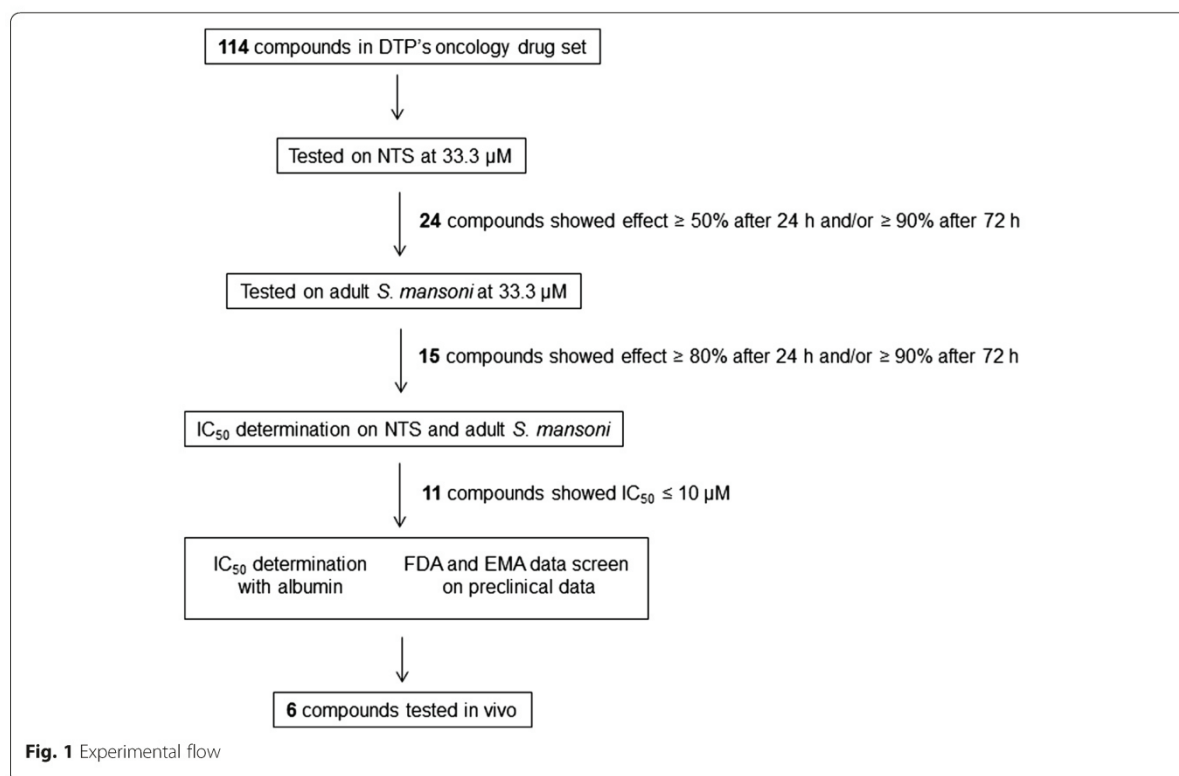 114 compounds in DTP's oncology drug set
Tested on NTS at 33.3 µM
24 compounds showed effect ≥ 50% after 24 h and/or ≥ 90% after 72 h
Tested on adult S. mansoni at 33.3 µM
15 compounds showed effect ≥ 80% after 24 h and/or ≥ 90% after 72 h
IC₅₀ determination on NTS and adult S. mansoni
11 compounds showed IC₅₀ ≤ 10 µM
IC₅₀ determination
with albumin
FDA and EMA data screen
on preclinical data
6 compounds tested in vivo
Fig. 1 Experimental flow